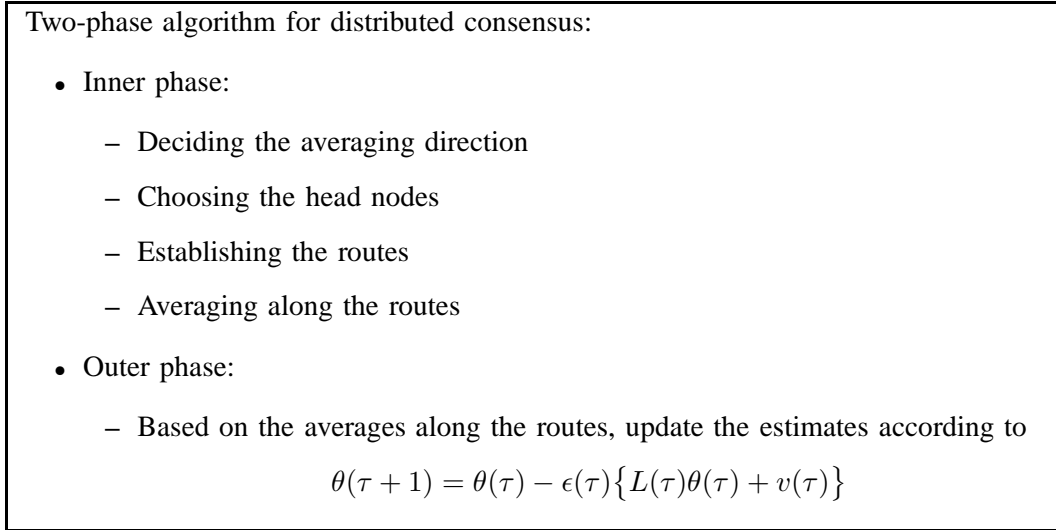 Two-phase algorithm for distributed consensus:
• Inner phase:
– Deciding the averaging direction
– Choosing the head nodes
– Establishing the routes
– Averaging along the routes
• Outer phase:
– Based on the averages along the routes, update the estimates according to
θ(τ + 1) = θ(τ) − ϵ(τ){L(τ)θ(τ) + v(τ)}